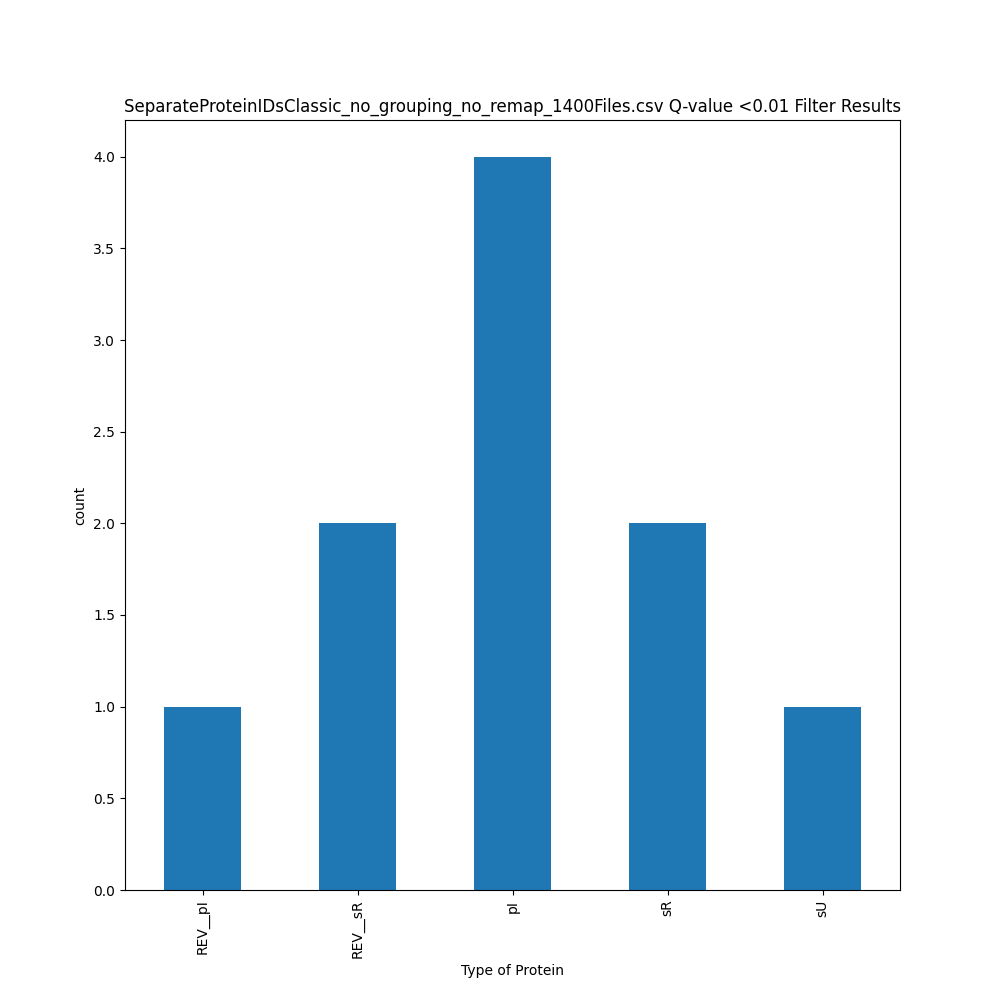 SeparateProteinIDsClassic_no_grouping_no_remap_1400Files.csv Q-value <0.01 Filter Results
4.0
3.5
3.0
2.5
2.0
1.5
1.0
0.5
0.0
count
REV__pI
REV__sR
pI
sR
sU
Type of Protein